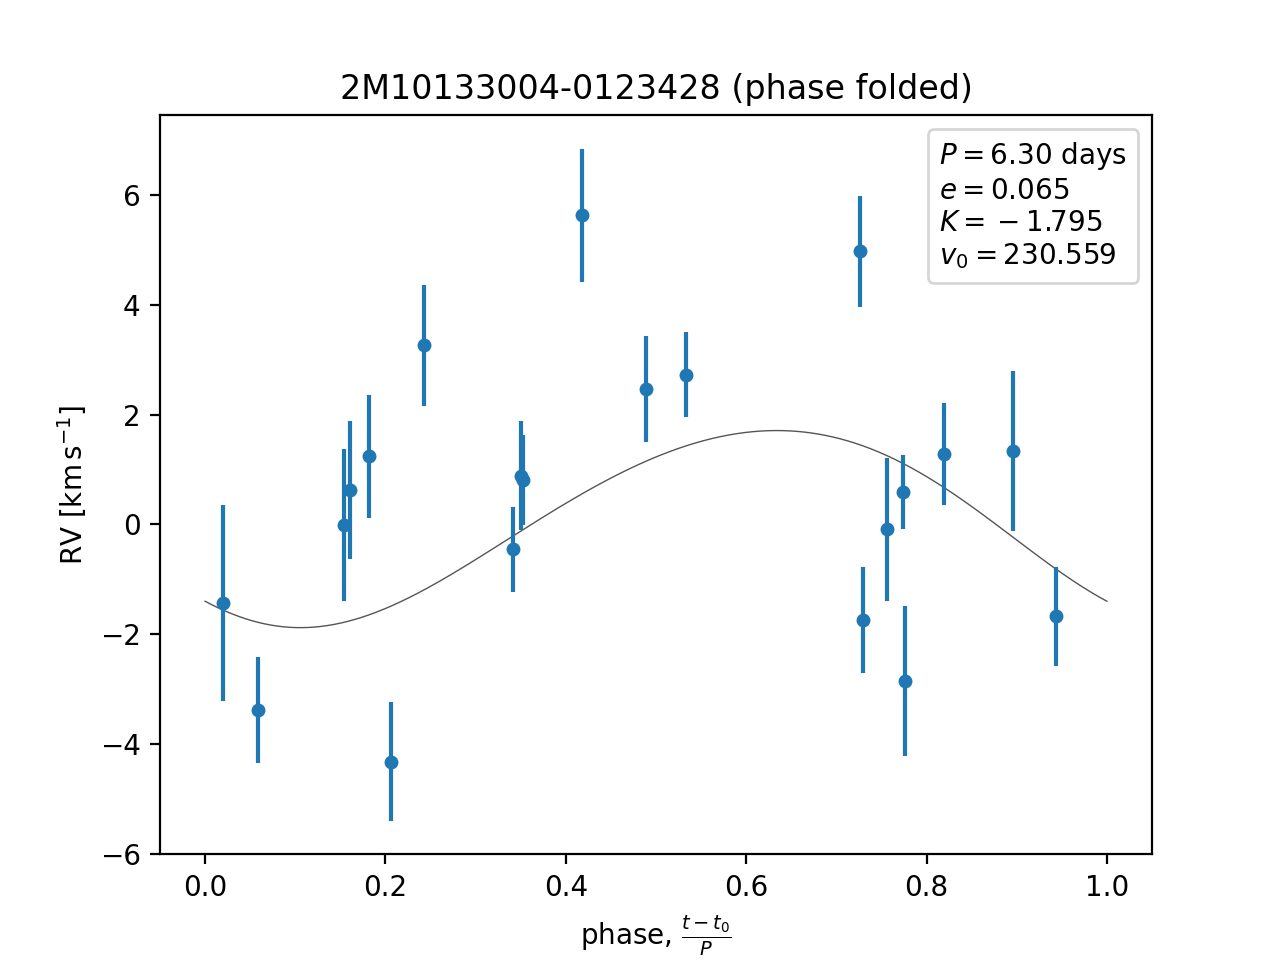 2M10133004-0123428 (phase folded)
P = 6.30 days
e = 0.065
K = −1.795
v₀ = 230.559
RV [km s⁻¹]
6
4
2
0
−2
−4
−6
0.0 0.2 0.4 0.6 0.8 1.0
phase, (t − t₀)/P